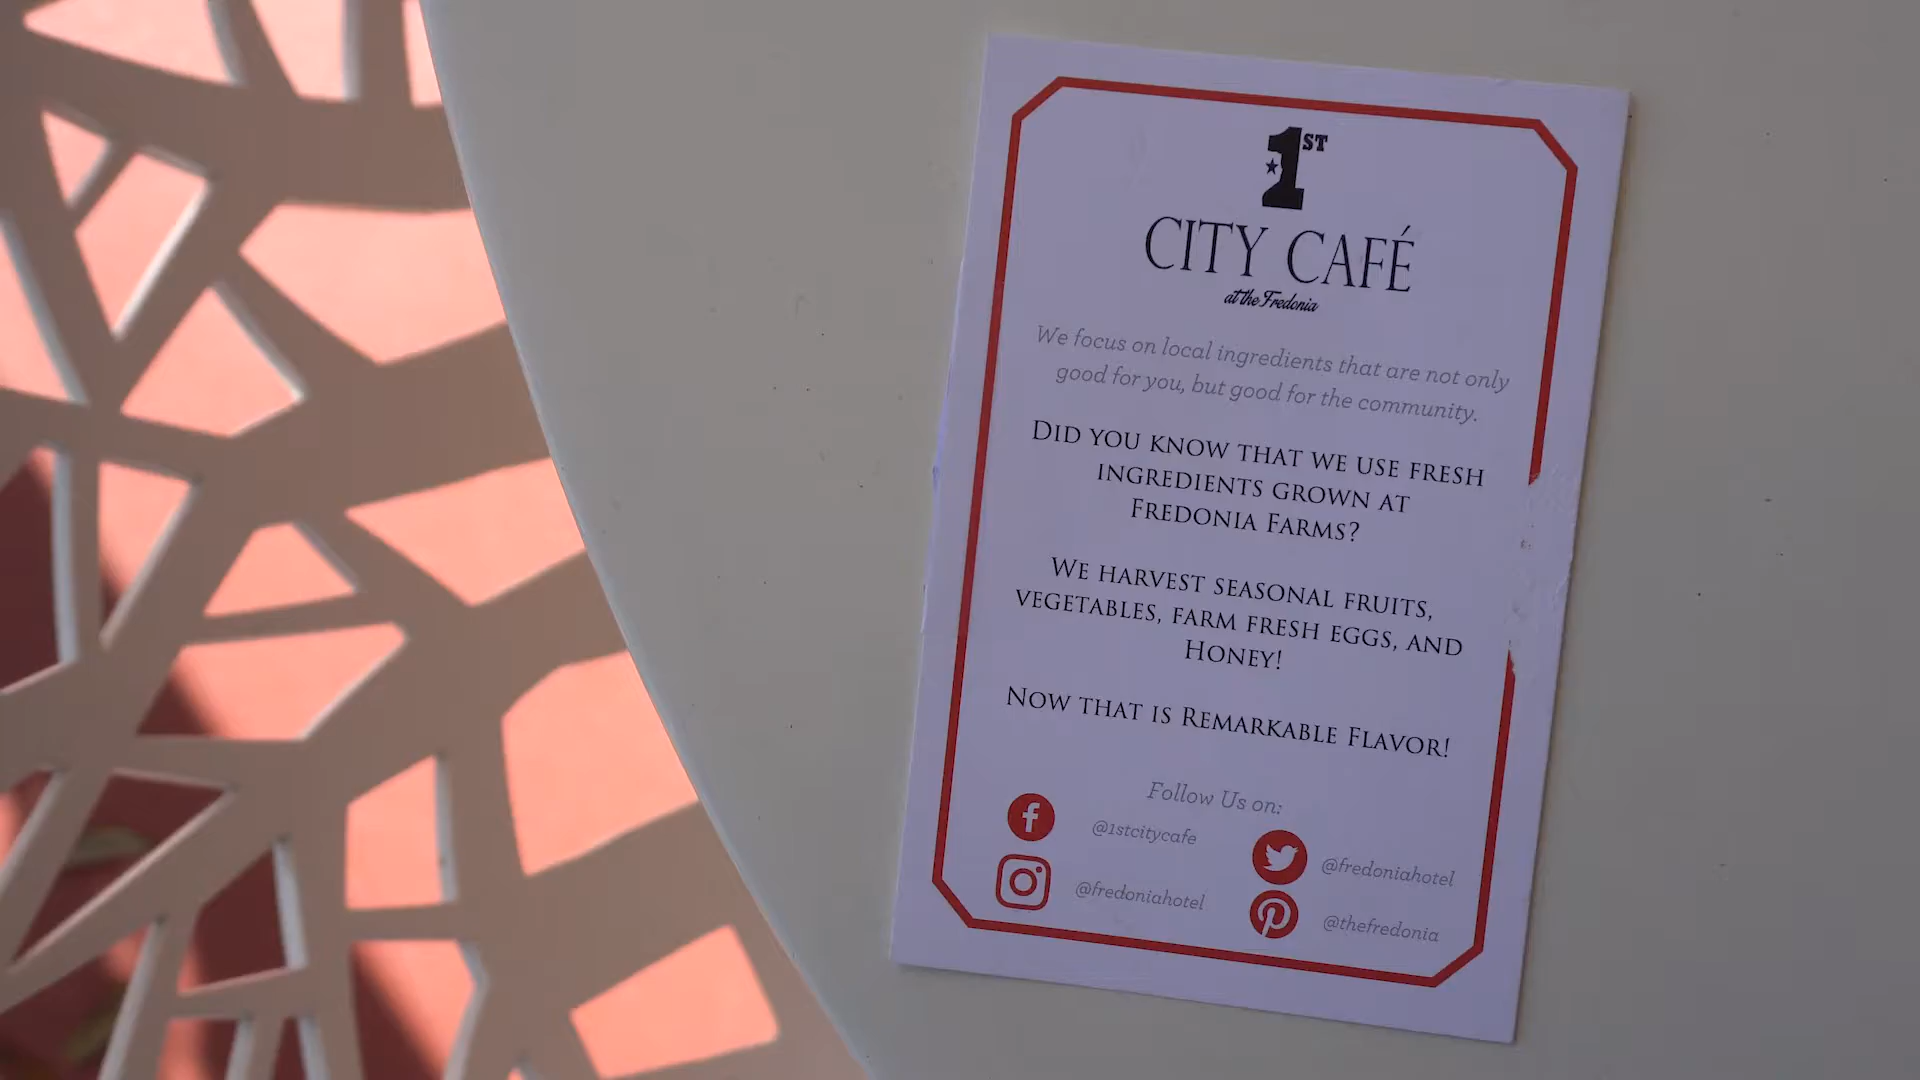 1ST
CITY CAFÉ
at the Fredonia
We focus on local ingredients that are not only
good for you, but good for the community.
DID YOU KNOW THAT WE USE FRESH
INGREDIENTS GROWN AT
FREDONIA FARMS?
WE HARVEST SEASONAL FRUITS,
VEGETABLES, FARM FRESH EGGS, AND
HONEY!
NOW THAT IS REMARKABLE FLAVOR!
Follow Us on:
@1stcitycafe
@fredoniahotel
@fredoniahotel
@thefredonia